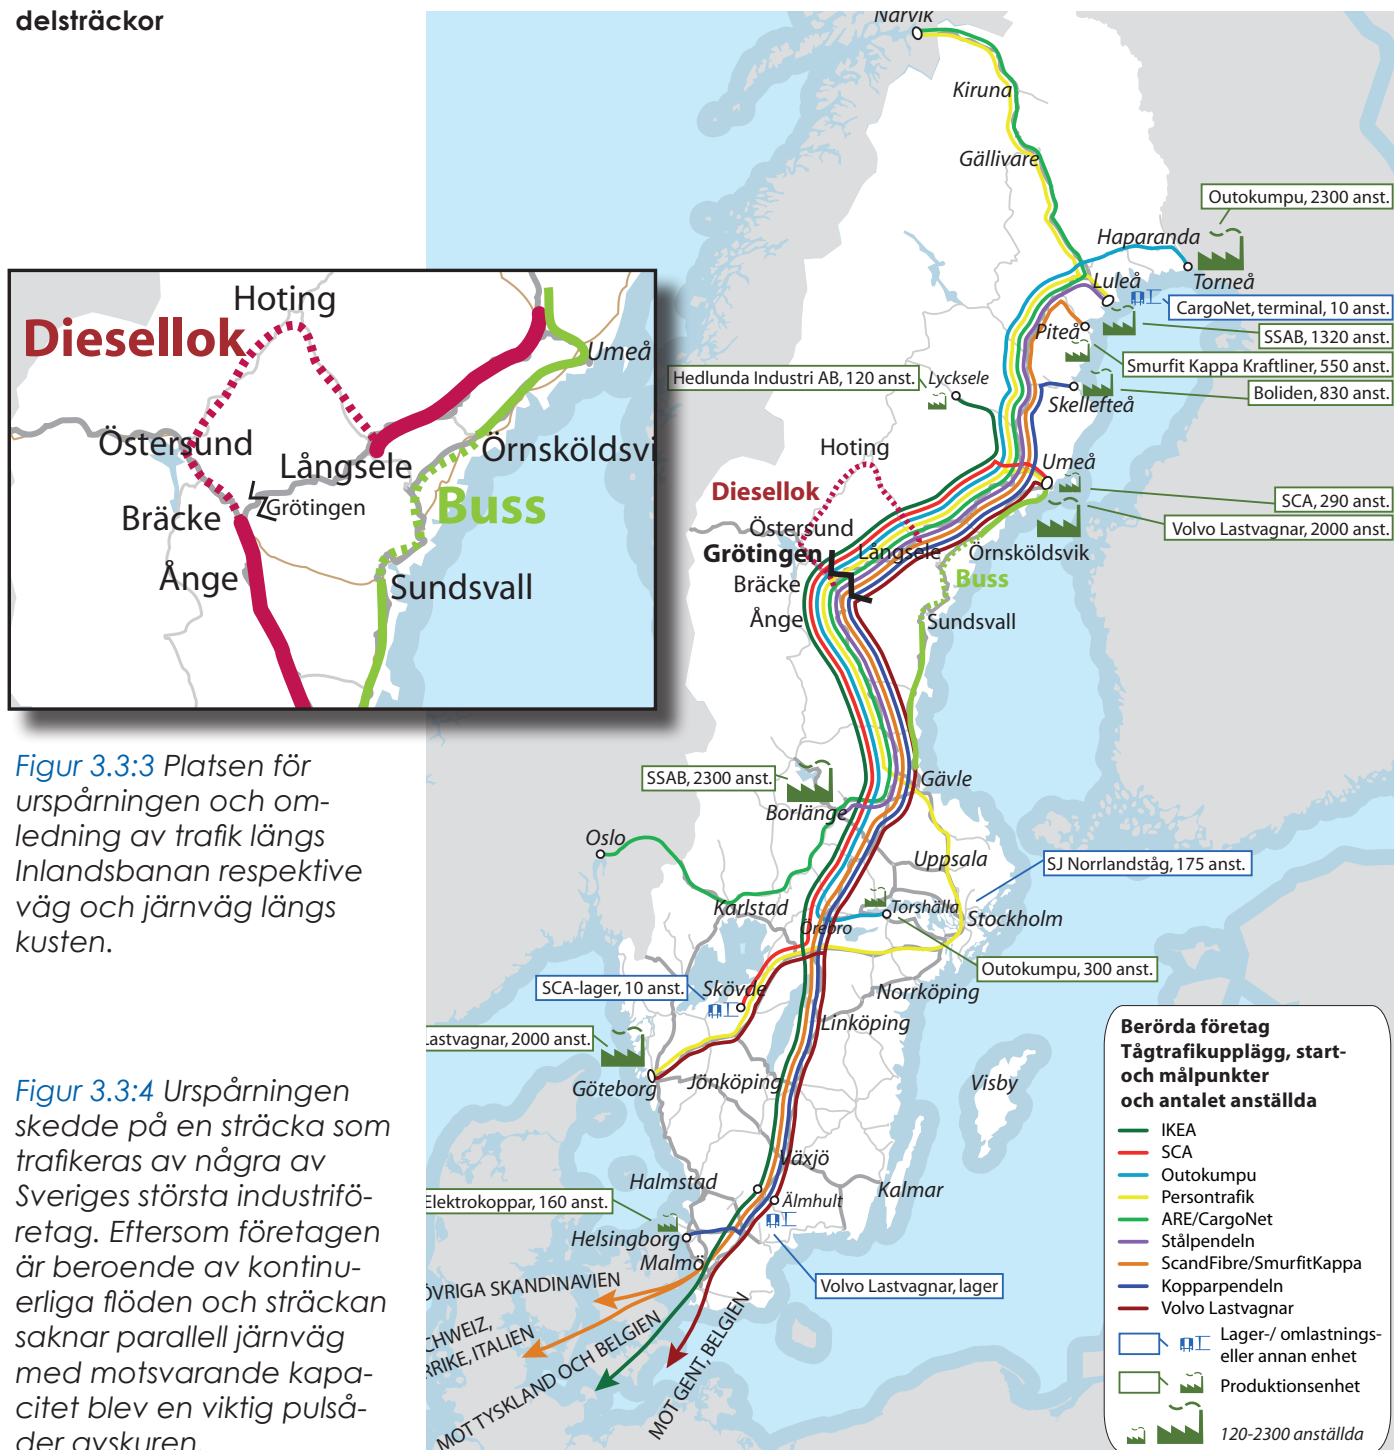 delsträckor
Hoting
Diesellok
Umeå
Östersund
Långsele
Örnsköldsvi
Grötingen
Buss
Bräcke
Ånge
Sundsvall
Figur 3.3:3 Platsen för
urspårningen och om-
ledning av trafik längs
Inlandsbanan respektive
väg och järnväg längs
kusten.
Figur 3.3:4 Urspårningen
skedde på en sträcka som
trafikeras av några av
Sveriges största industriför-
retag. Eftersom företagen
är beroende av kontinu-
erliga flöden och sträckan
saknar parallell järnväg
med motsvarande kapa-
citet blev en viktig pulså-
der avskuren.
Narvik
Kiruna
Gällivare
Outokumpu, 2300 anst.
Haparanda
Torneå
Luleå
CargoNet, terminal, 10 anst.
SSAB, 1320 anst.
Piteå
Smurfit Kappa Kraftliner, 550 anst.
Hedlunda Industri AB, 120 anst.
Lycksele
Boliden, 830 anst.
Skellefteå
Hoting
Umeå
Diesellok
SCA, 290 anst.
Östersund
Volvo Lastvagnar, 2000 anst.
Grötingen
Långsele
Örnsköldsvik
Bräcke
Buss
Ånge
Sundsvall
SSAB, 2300 anst.
Gävle
Borlänge
Oslo
Uppsala
SJ Norrlandståg, 175 anst.
Karlstad
Torshälla
Stockholm
Örebro
Outokumpu, 300 anst.
SCA-lager, 10 anst.
Skövde
Norrköping
Linköping
Lastvagnar, 2000 anst.
Göteborg
Jönköping
Visby
Växjö
Halmstad
Kalmar
Elektrokoppar, 160 anst.
Älmhult
Helsingborg
Malmö
Volvo Lastvagnar, lager
ÖVRIGA SKANDINAVIEN
CHWEIZ,
RRIKE, ITALIEN
MOT TYSKLAND OCH BELGIEN
MOT GENT, BELGIEN
Berörda företag
Tågtrafikupplägg, start-
och målpunkter
och antalet anställda
IKEA
SCA
Outokumpu
Persontrafik
ARE/CargoNet
Stålpendeln
ScandFibre/SmurfitKappa
Kopparpendeln
Volvo Lastvagnar
Lager-/ omlastnings-
eller annan enhet
Produktionsenhet
120-2300 anställda